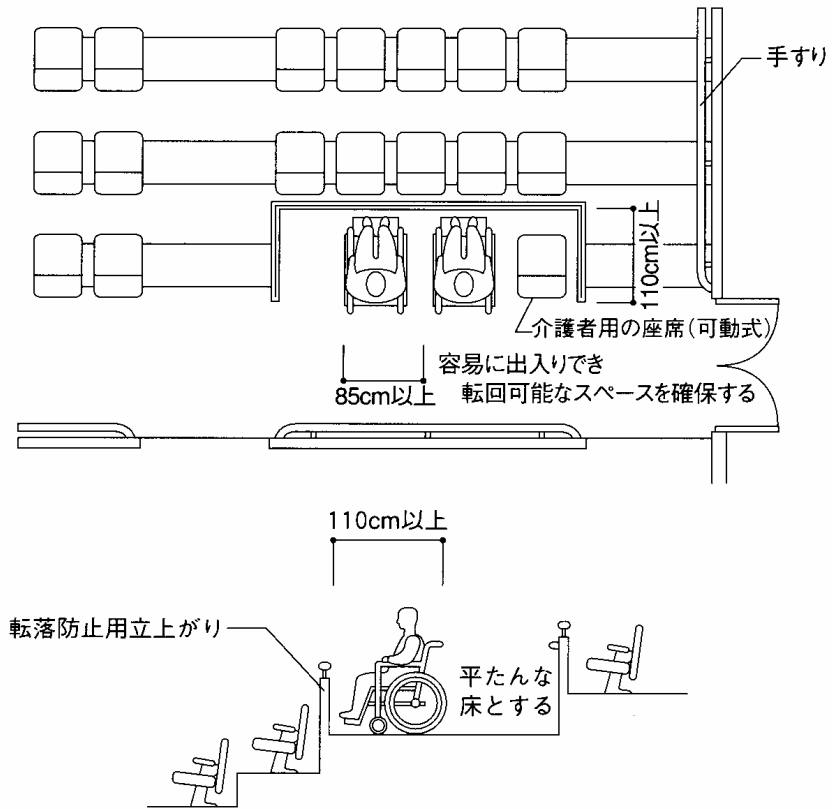 手すり
110cm以上
介護者用の座席(可動式)
容易に出入りでき
転回可能なスペースを確保する
85cm以上
110cm以上
転落防止用立上がり
平たんな
床とする